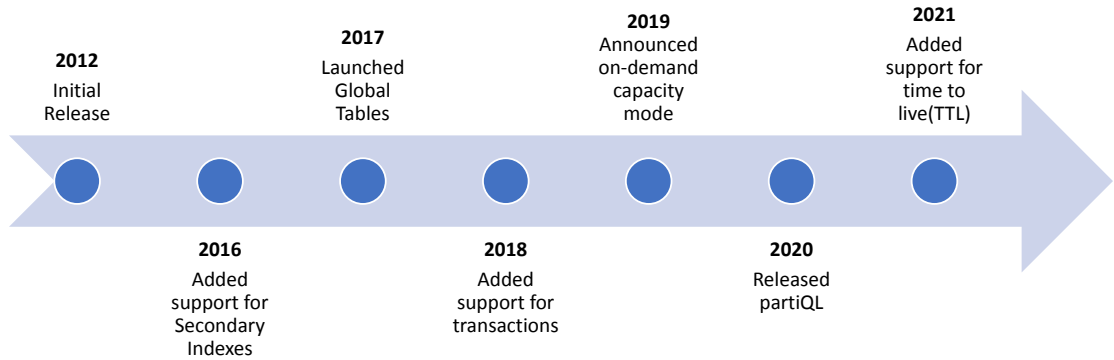 2012
Initial
Release
2016
Added
support for
Secondary
Indexes
2017
Launched
Global
Tables
2018
Added
support for
transactions
2019
Announced
on-demand
capacity
mode
2020
Released
partiQL
2021
Added
support for
time to
live(TTL)